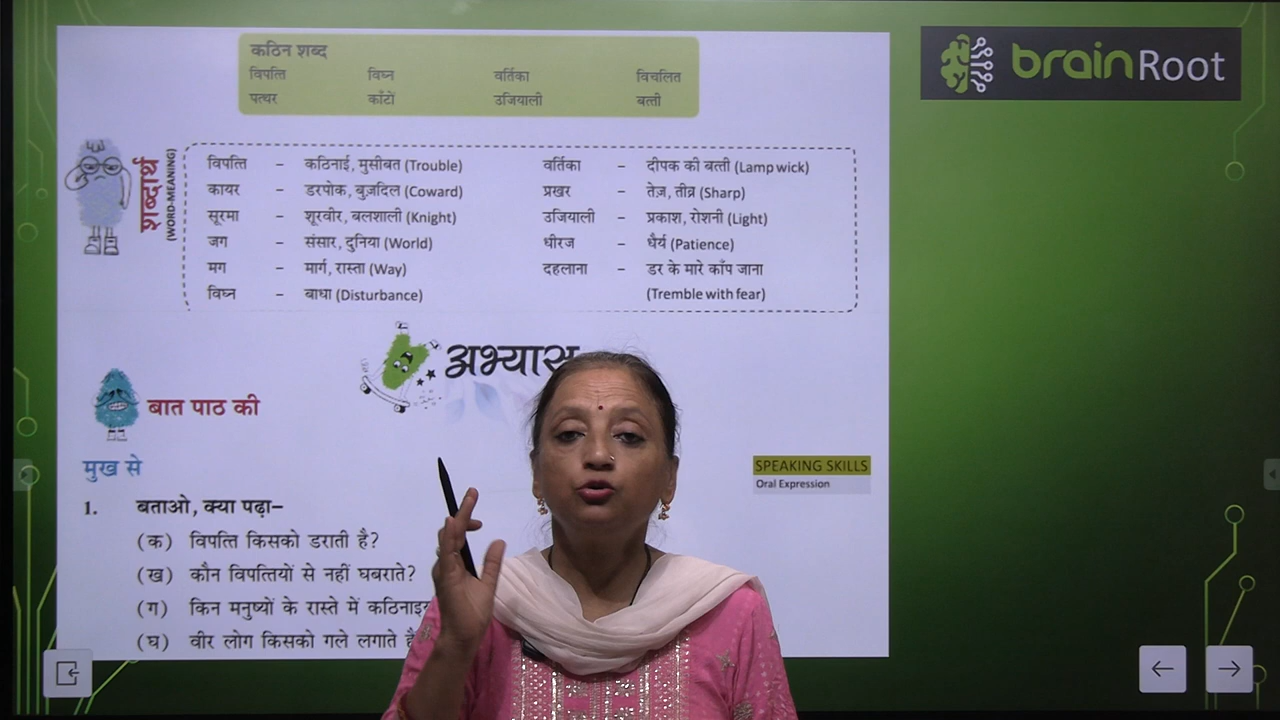 brainRoot
कठिन शब्द
विपत्ति विघ्न वर्तिका विचलित
पत्थर काँटों उजियाली बत्ती
शब्दार्थ
(WORD-MEANING)
विपत्ति – कठिनाई, मुसीबत (Trouble) वर्तिका – दीपक की बत्ती (Lamp wick)
कायर – डरपोक, बुज़दिल (Coward) प्रखर – तेज़, तीव्र (Sharp)
सूरमा – शूरवीर, बलशाली (Knight) उजियाली – प्रकाश, रोशनी (Light)
जग – संसार, दुनिया (World) धीरज – धैर्य (Patience)
मग – मार्ग, रास्ता (Way) दहलाना – डर के मारे काँप जाना
विघ्न – बाधा (Disturbance) (Tremble with fear)
अभ्यास
बात पाठ की
मुख से
SPEAKING SKILLS
Oral Expression
1. बताओ, क्या पढ़ा–
(क) विपत्ति किसको डराती है?
(ख) कौन विपत्तियों से नहीं घबराते?
(ग) किन मनुष्यों के रास्ते में
(घ) वीर लोग किसको गले लगाते